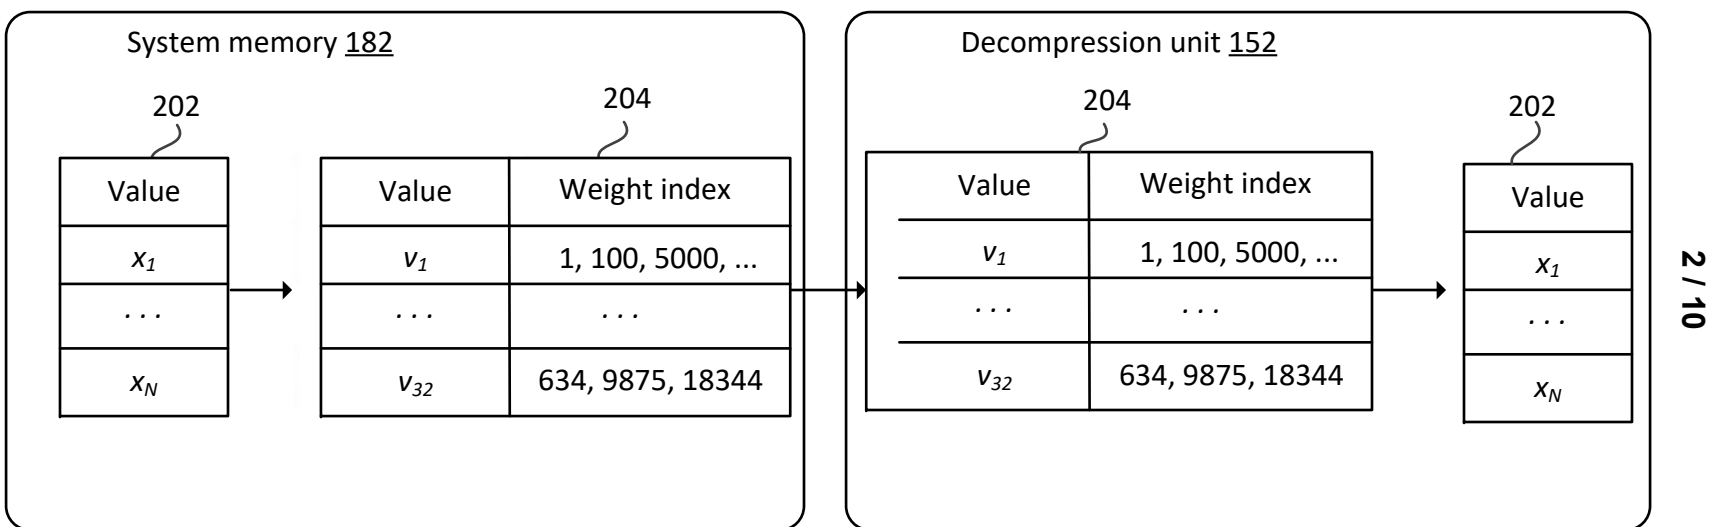 System memory 182
Decompression unit 152
202
204
204
202
Value
Value
Weight index
Value
Weight index
Value
x1
v1
1, 100, 5000, ...
v1
1, 100, 5000, ...
x1
. . .
. . .
. . .
. . .
. . .
. . .
xN
v32
634, 9875, 18344
v32
634, 9875, 18344
xN
2 / 10